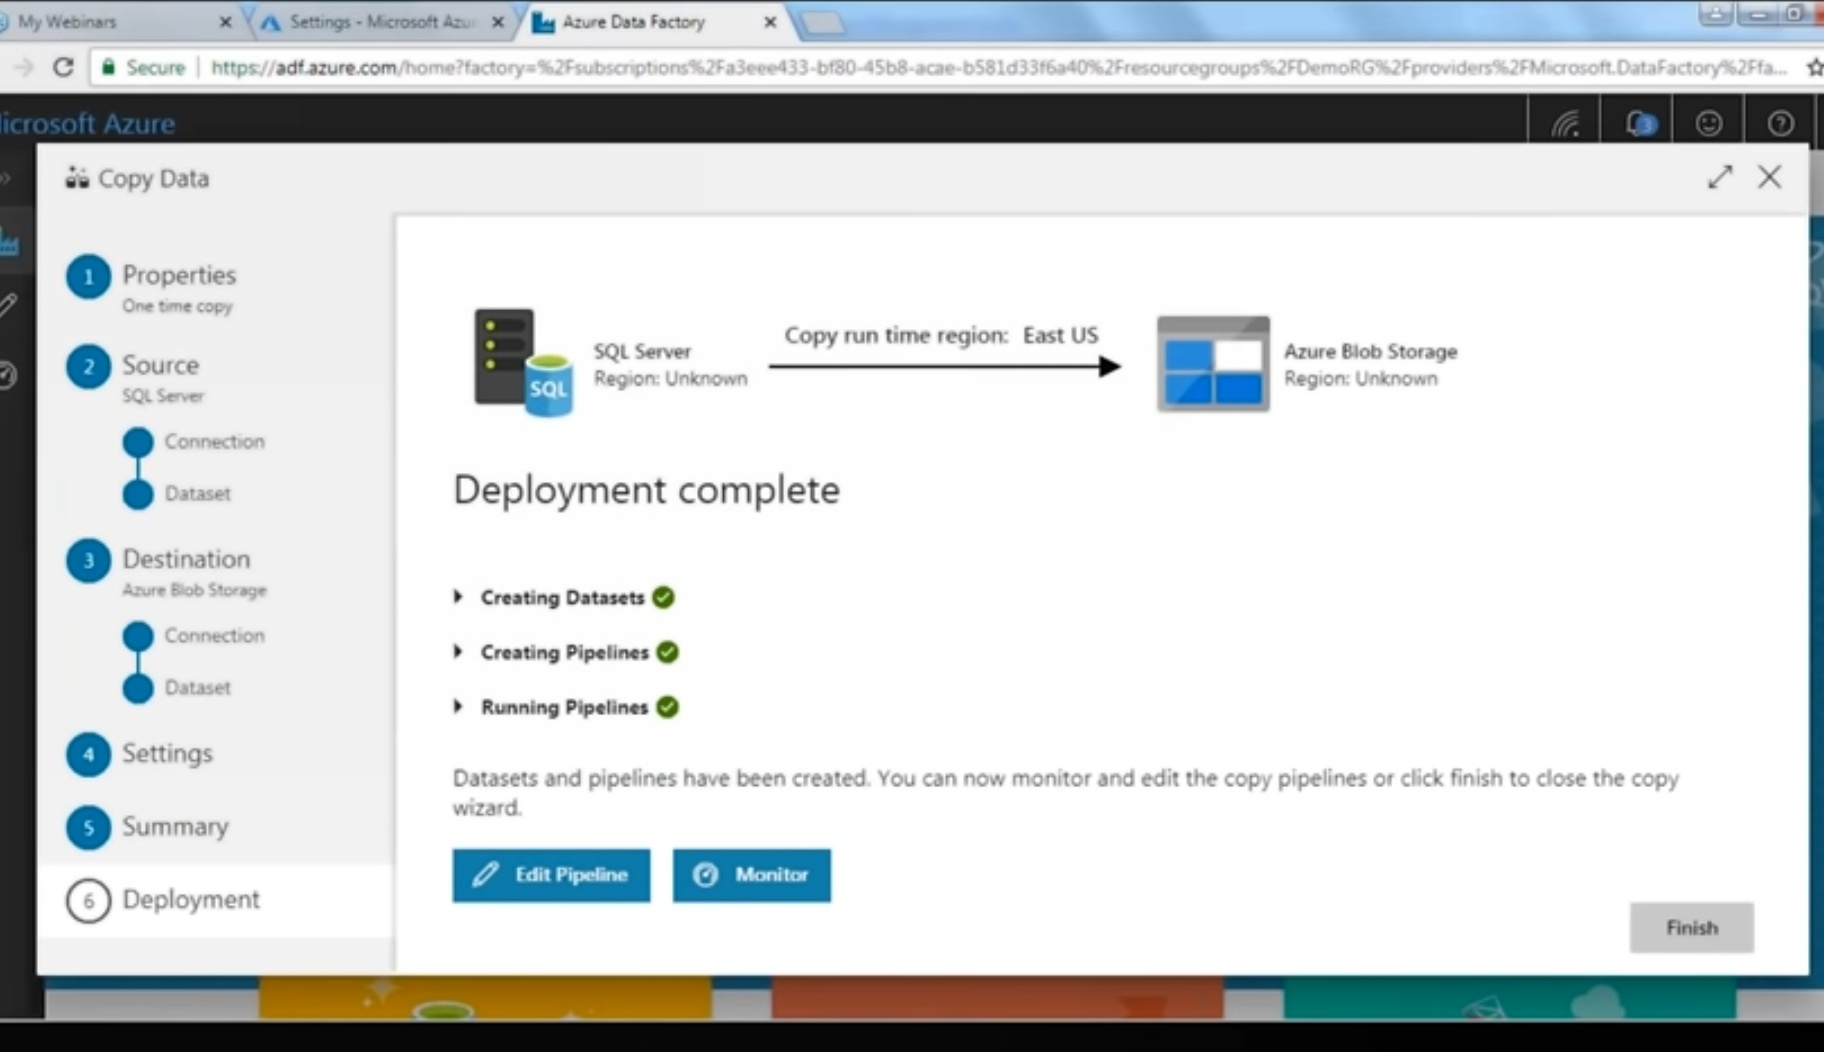 My Webinars
Settings - Microsoft Azur
Azure Data Factory
Secure
https://adf.azure.com/home?factory=%2Fsubscriptions%2Fa3eee433-bf80-45b8-acae-b581d33f6a40%2Fresourcegroups%2FDemoRG%2Fproviders%2FMicrosoft.DataFactory%2Ffa...
icrosoft Azure
3
Copy Data
1 Properties
One time copy
2 Source
SQL Server
Connection
Dataset
3 Destination
Azure Blob Storage
Connection
Dataset
4 Settings
5 Summary
6 Deployment
SQL
SQL Server
Region: Unknown
Copy run time region: East US
Azure Blob Storage
Region: Unknown
Deployment complete
Creating Datasets
Creating Pipelines
Running Pipelines
Datasets and pipelines have been created. You can now monitor and edit the copy pipelines or click finish to close the copy
wizard.
Edit Pipeline
Monitor
Finish